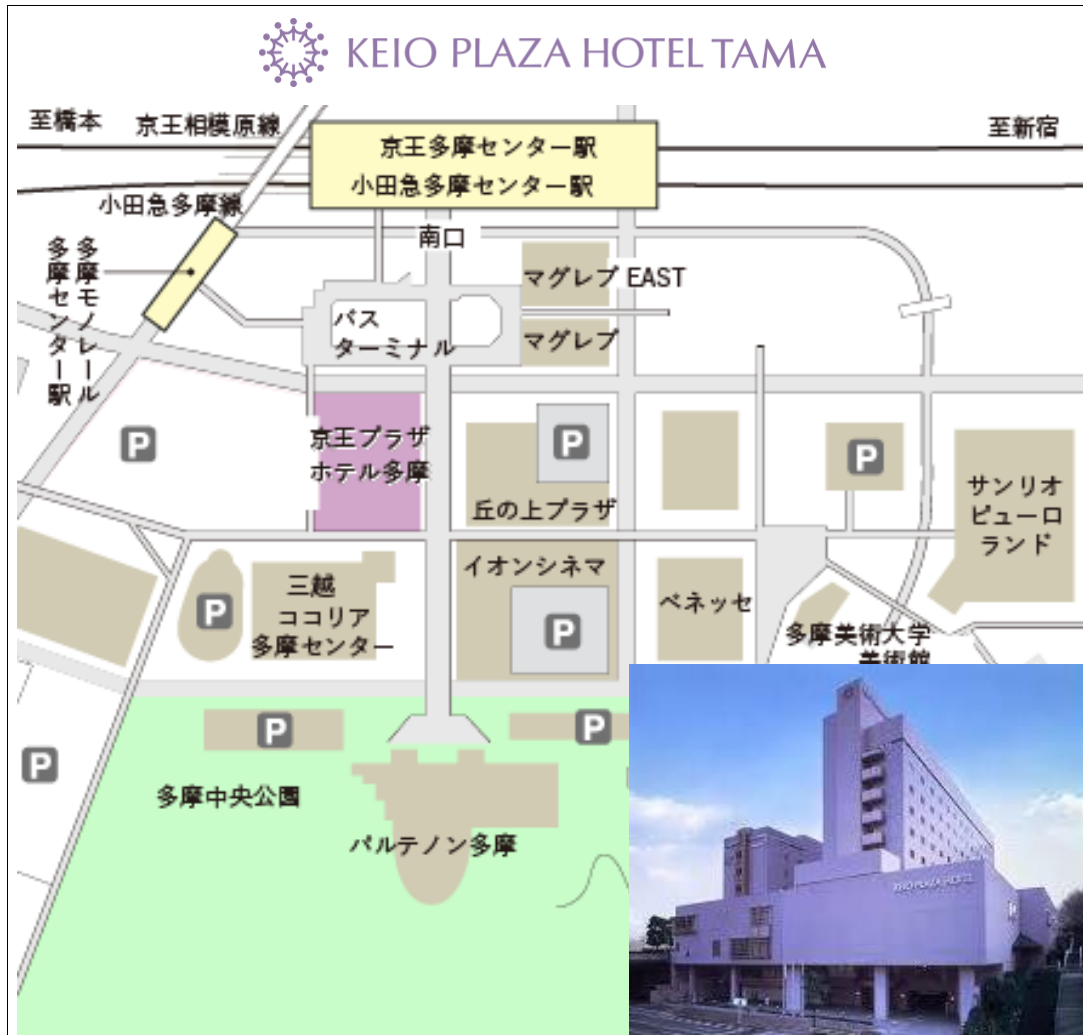 KEIO PLAZA HOTEL TAMA
至橋本
京王相模原線
至新宿
京王多摩センター駅
小田急多摩センター駅
小田急多摩線
南口
多摩モノレール
多摩センター駅
マグレブ EAST
バス
ターミナル
マグレブ
P
京王プラザ
ホテル多摩
P
丘の上プラザ
P
サンリオ
ピューロ
ランド
イオンシネマ
P
三越
ココリア
多摩センター
P
ベネッセ
多摩美術大学
美術館
P
P
P
多摩中央公園
パルテノン多摩
KEIO PLAZA HOTEL